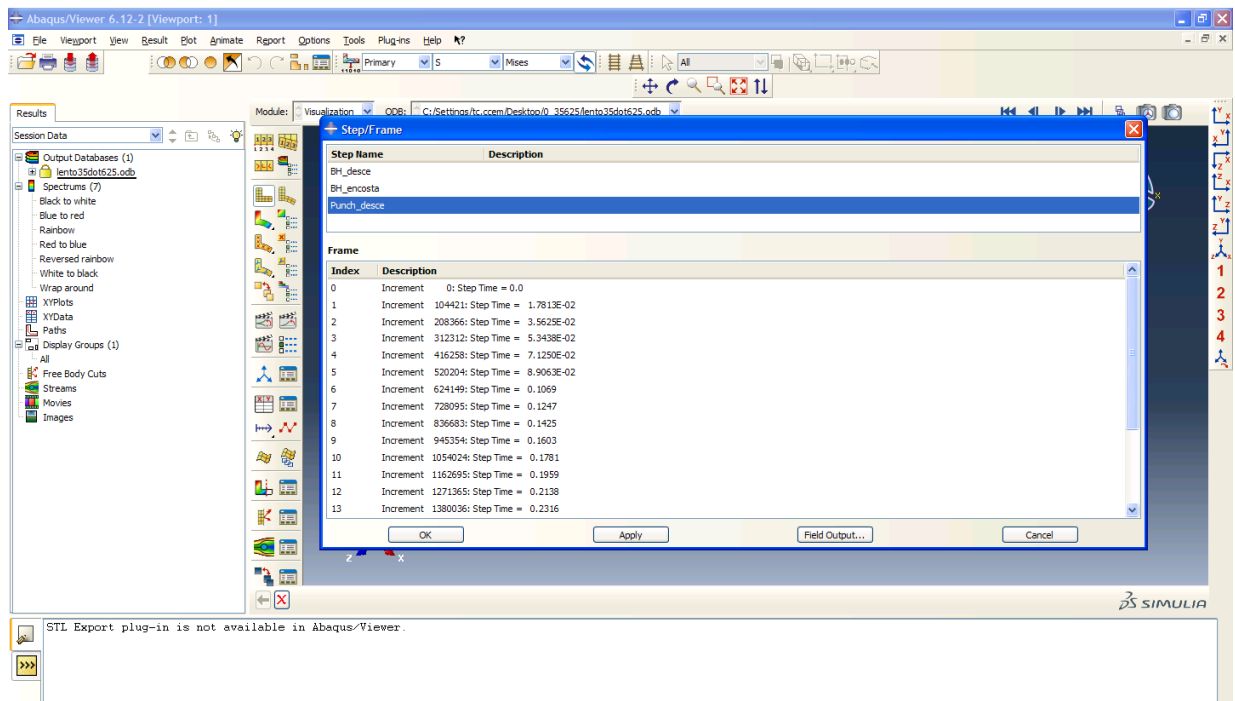 Abaqus/Viewer 6.12-2 [Viewport: 1]
File Viewport View Result Plot Animate Report Options Tools Plug-ins Help
Primary S Mises All
Results Module: Visualization ODB: C:/Settings/tc.ccem/Desktop/0_35625/lento35dot625.odb
Session Data
Output Databases (1)
lento35dot625.odb
Spectrums (7)
Black to white
Blue to red
Rainbow
Red to blue
Reversed rainbow
White to black
Wrap around
XYPlots
XYData
Paths
Display Groups (1)
All
Free Body Cuts
Streams
Movies
Images
Step/Frame
Step Name Description
BH_desce
BH_encosta
Punch_desce
Frame
Index Description
0 Increment 0: Step Time = 0.0
1 Increment 104421: Step Time = 1.7813E-02
2 Increment 208366: Step Time = 3.5625E-02
3 Increment 312312: Step Time = 5.3438E-02
4 Increment 416258: Step Time = 7.1250E-02
5 Increment 520204: Step Time = 8.9063E-02
6 Increment 624149: Step Time = 0.1069
7 Increment 728095: Step Time = 0.1247
8 Increment 836683: Step Time = 0.1425
9 Increment 945354: Step Time = 0.1603
10 Increment 1054024: Step Time = 0.1781
11 Increment 1162695: Step Time = 0.1959
12 Increment 1271365: Step Time = 0.2138
13 Increment 1380036: Step Time = 0.2316
OK Apply Field Output... Cancel
Z X
1
2
3
4
SIMULIA
STL Export plug-in is not available in Abaqus/Viewer.